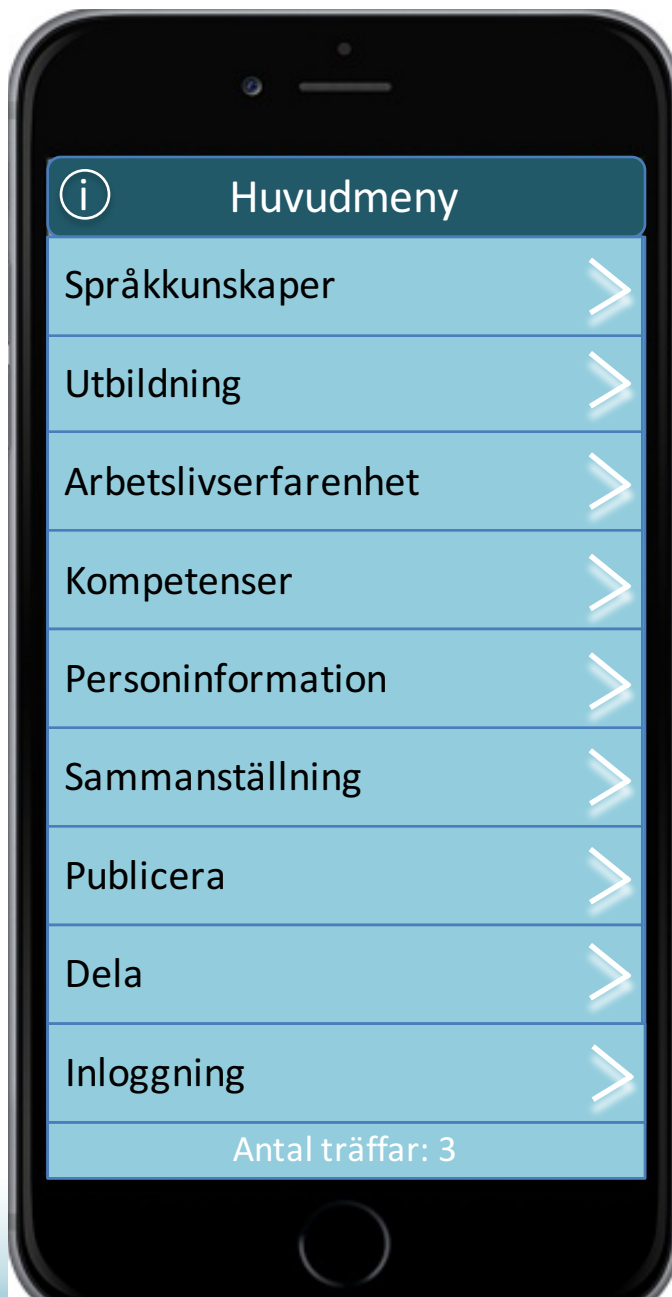 i Huvudmeny
Språkkunskaper
Utbildning
Arbetslivserfarenhet
Kompetenser
Personinformation
Sammanställning
Publicera
Dela
Inloggning
Antal träffar: 3